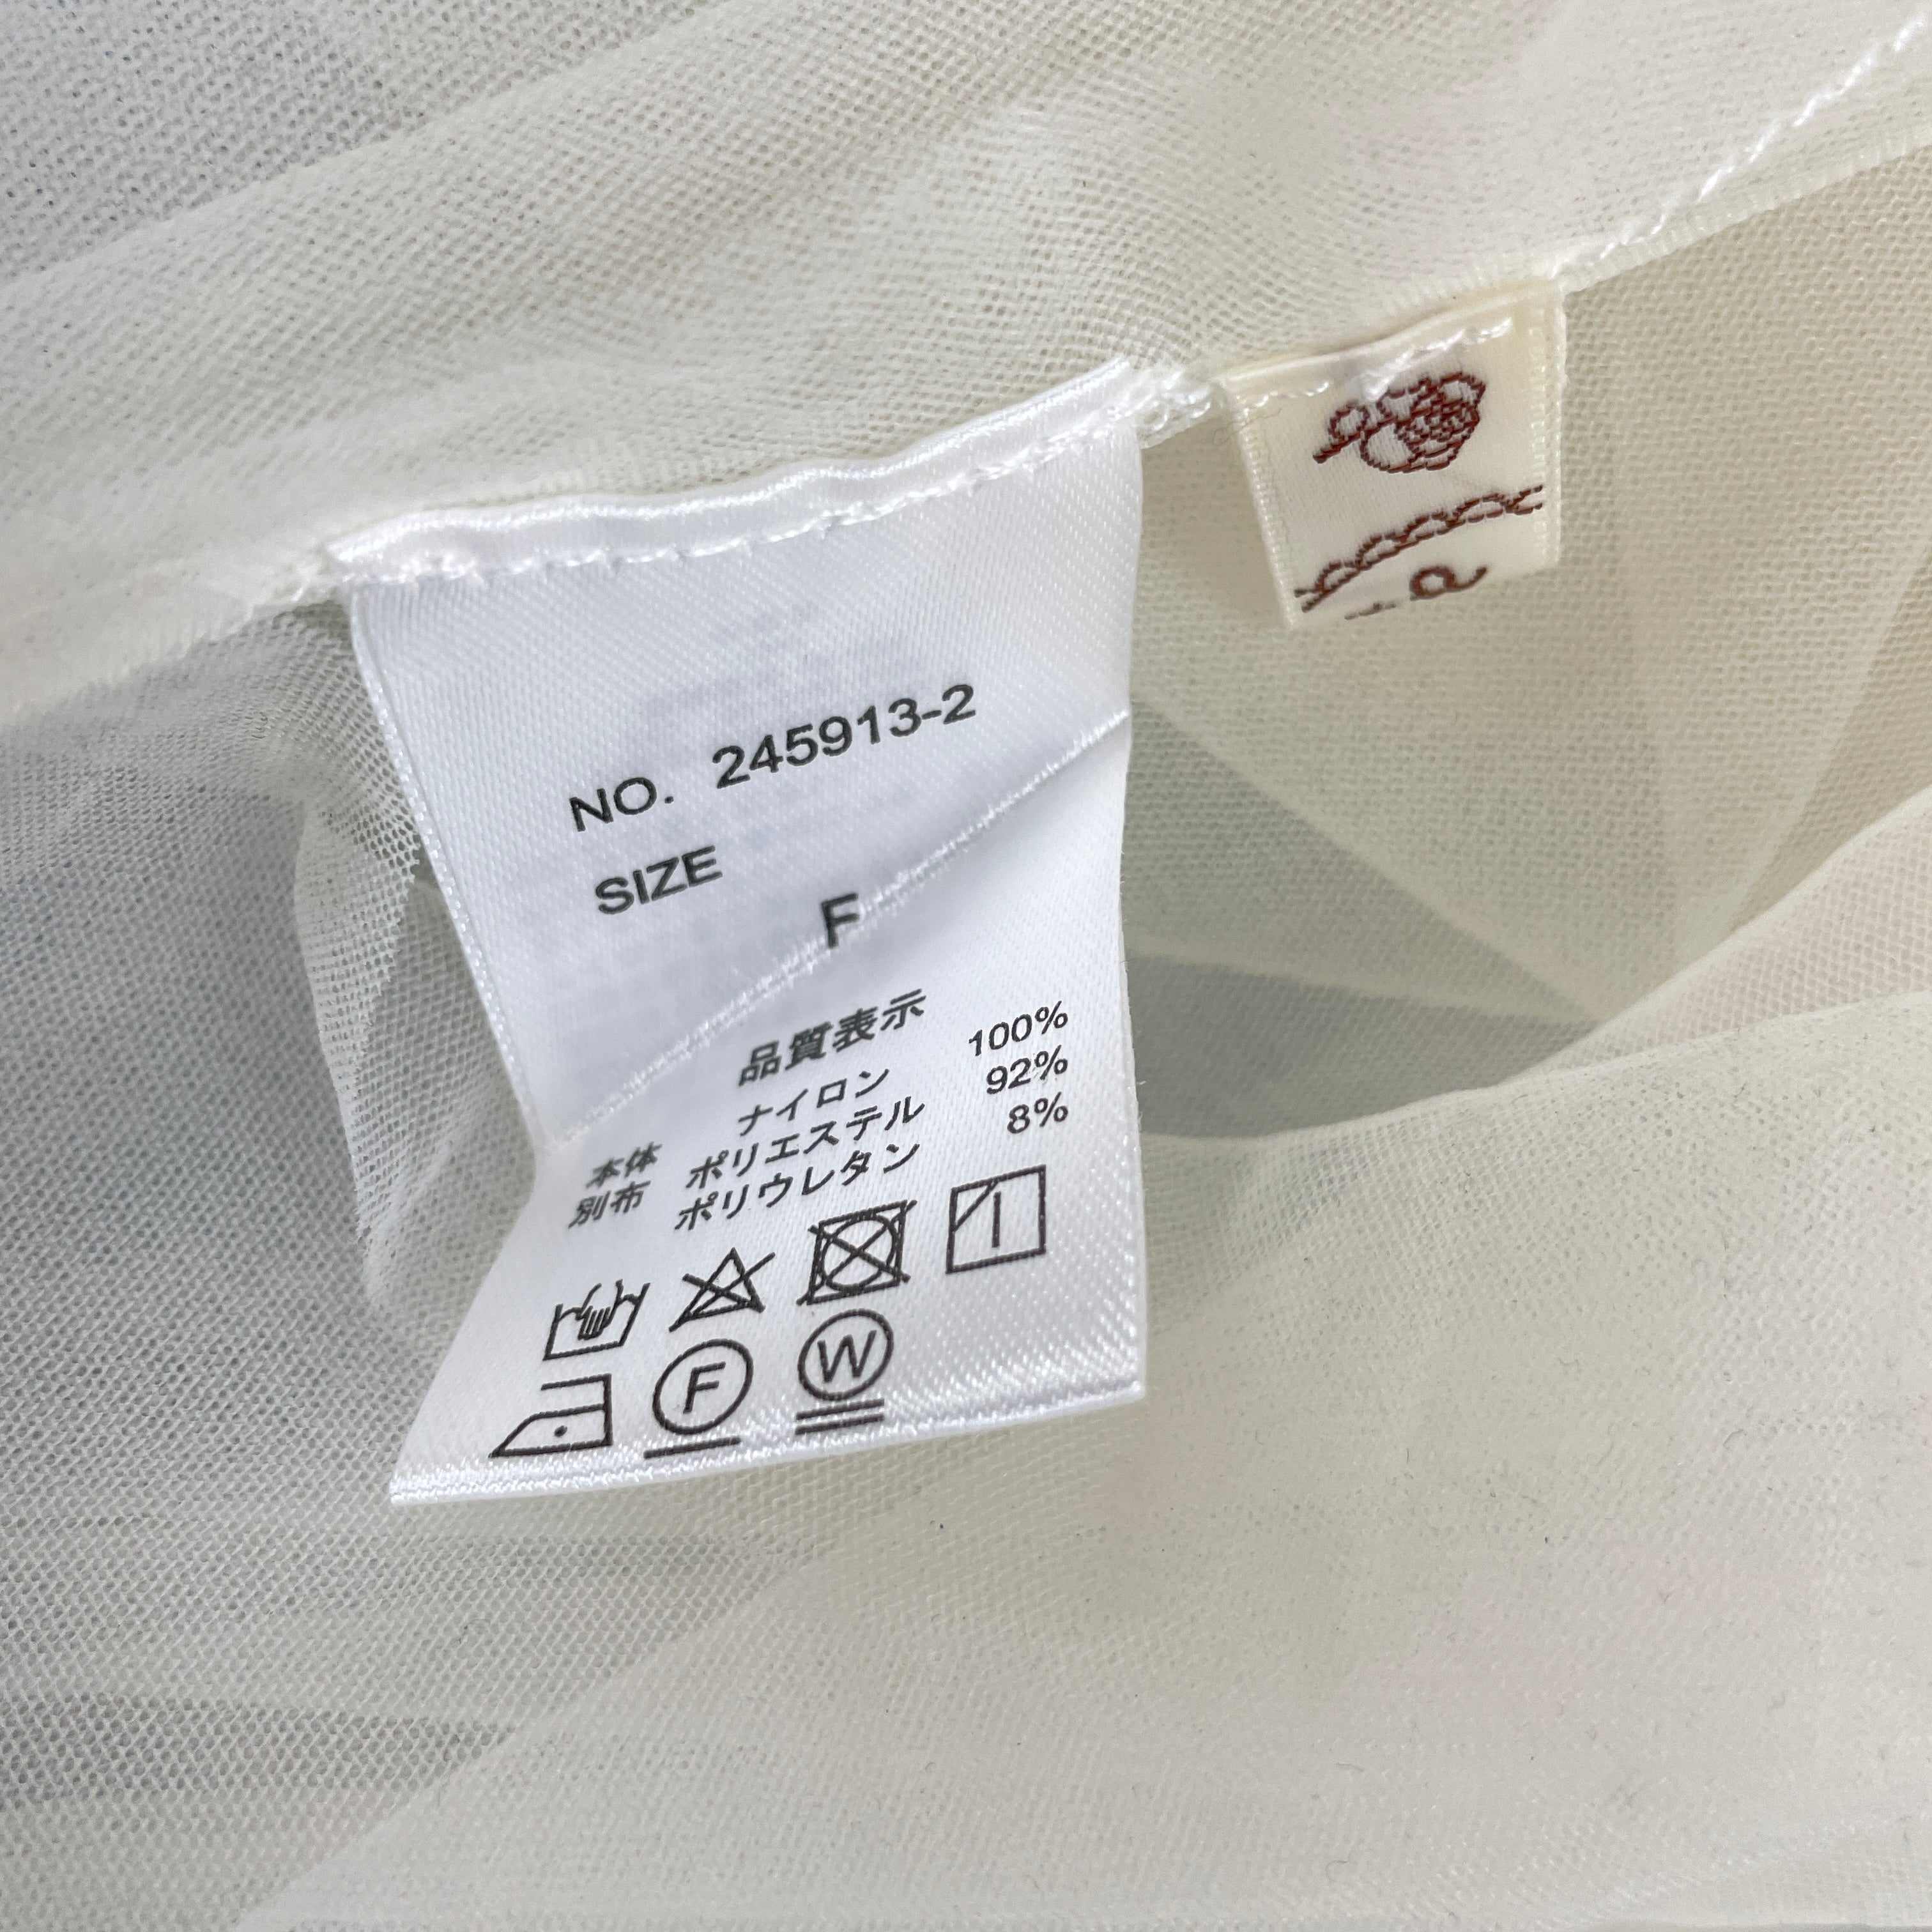 NO. 245913-2
SIZE
F
品質表示
本体 ナイロン 100%
別布 ポリエステル 92%
ポリウレタン 8%
F
W